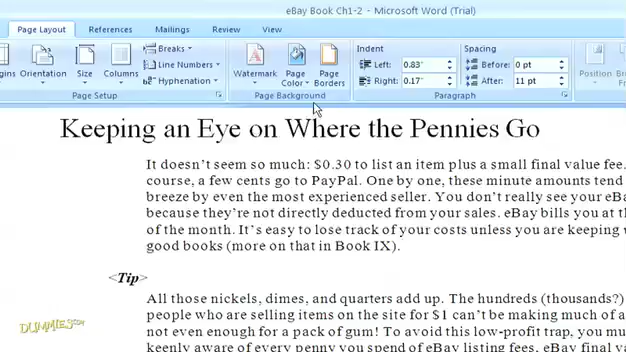 eBay Book Ch1-2 - Microsoft Word (Trial)
Page Layout References Mailings Review View
Orientation Size Columns Breaks Line Numbers Hyphenation
Page Setup
Watermark Page Color Page Borders
Page Background
Indent
Left: 0.83"
Right: 0.17"
Spacing
Before: 0 pt
After: 11 pt
Paragraph
Position
Keeping an Eye on Where the Pennies Go
It doesn't seem so much: $0.30 to list an item plus a small final value fee.
course, a few cents go to PayPal. One by one, these minute amounts tend
breeze by even the most experienced seller. You don't really see your
because they're not directly deducted from your sales. eBay bills you at
of the month. It's easy to lose track of your costs unless you are keeping
good books (more on that in Book IX).
<Tip>
All those nickels, dimes, and quarters add up. The hundreds (thousands?)
people who are selling items on the site for $1 can't be making much of
not even enough for a pack of gum! To avoid this low-profit trap, you
keenly aware of every penny you spend of eBay listing fees, eBay final
DUMMIES.com